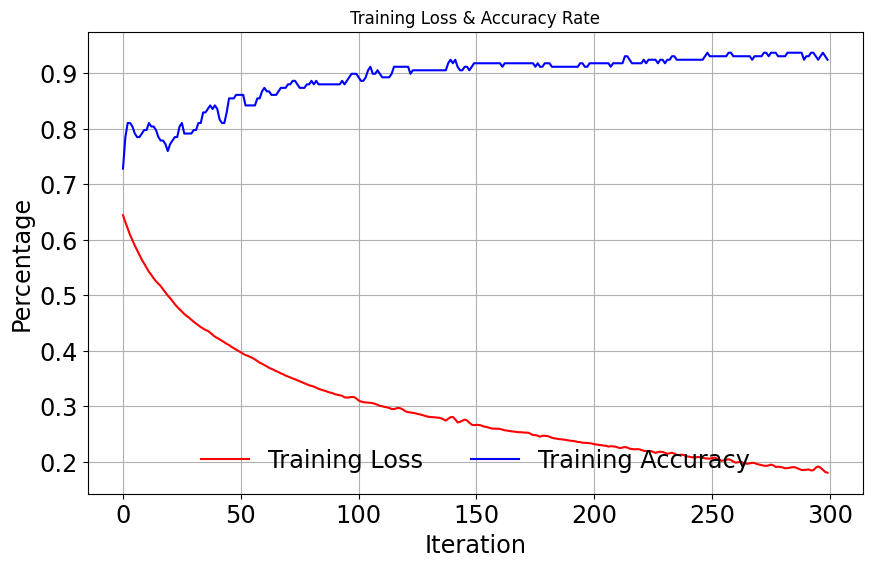 Training Loss & Accuracy Rate
Percentage
0.9
0.8
0.7
0.6
0.5
0.4
0.3
0.2
Training Loss
Training Accuracy
0 50 100 150 200 250 300
Iteration